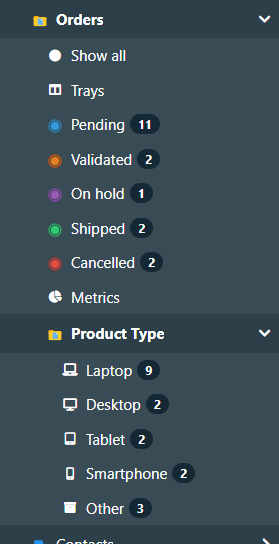 Orders
Show all
Trays
Pending 11
Validated 2
On hold 1
Shipped 2
Cancelled 2
Metrics
Product Type
Laptop 9
Desktop 2
Tablet 2
Smartphone 2
Other 3
Contacts